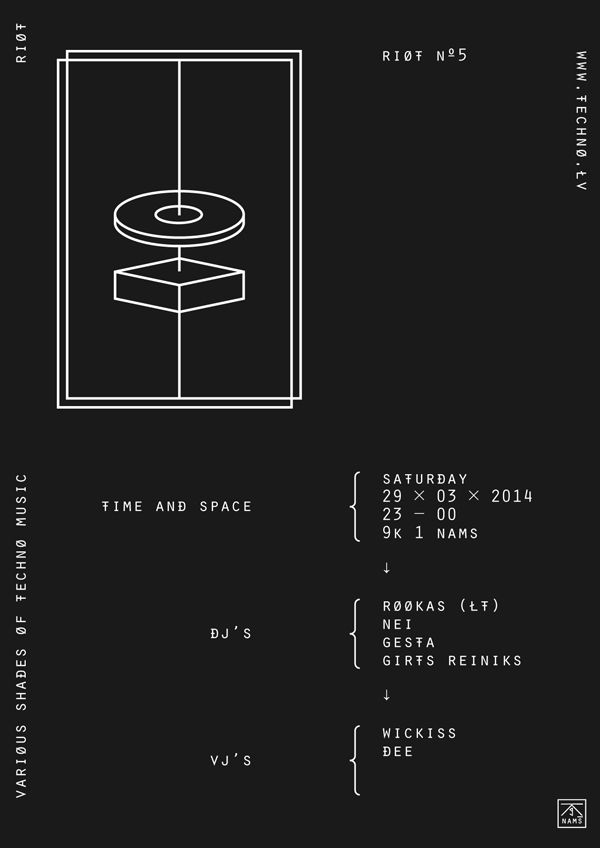 RIØŦ
RIØŦ Nº5
WWW.ŦECHNØ.ŁV
VARIØUS SHAĐES ØF ŦECHNØ MUSIC
ŦIME AND SPACE
SAŦURĐAY
29 × 03 × 2014
23 — 00
9K 1 NAMS
↓
ĐJ'S
RØØKAS (ŁŦ)
NEI
GESŦA
GIRŦS REINIKS
↓
VJ'S
WICKISS
ĐEE
9
NAMS